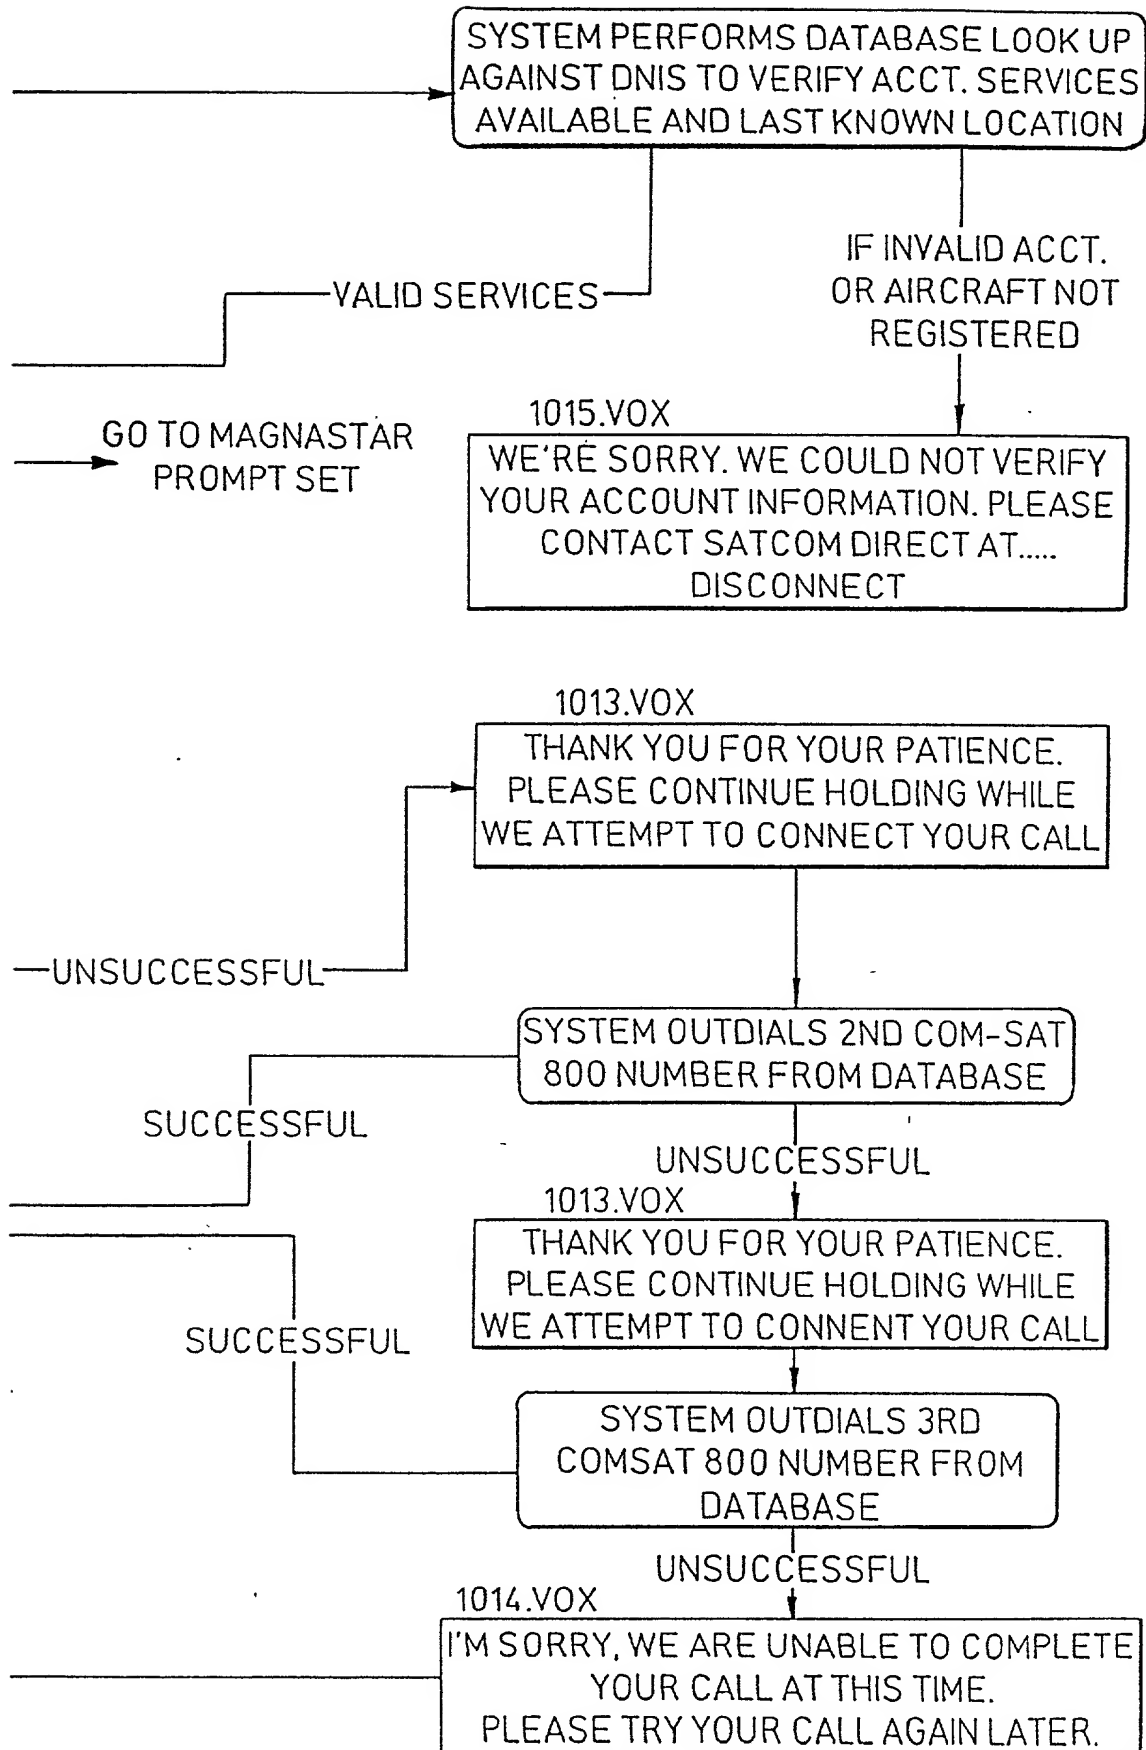 SYSTEM PERFORMS DATABASE LOOK UP
AGAINST DNIS TO VERIFY ACCT. SERVICES
AVAILABLE AND LAST KNOWN LOCATION
IF INVALID ACCT.
OR AIRCRAFT NOT
REGISTERED
VALID SERVICES
GO TO MAGNASTAR
PROMPT SET
1015.VOX
WE'RE SORRY. WE COULD NOT VERIFY
YOUR ACCOUNT INFORMATION. PLEASE
CONTACT SATCOM DIRECT AT.....
DISCONNECT
1013.VOX
THANK YOU FOR YOUR PATIENCE.
PLEASE CONTINUE HOLDING WHILE
WE ATTEMPT TO CONNECT YOUR CALL
UNSUCCESSFUL
SYSTEM OUTDIALS 2ND COM-SAT
800 NUMBER FROM DATABASE
SUCCESSFUL
UNSUCCESSFUL
1013.VOX
THANK YOU FOR YOUR PATIENCE.
PLEASE CONTINUE HOLDING WHILE
WE ATTEMPT TO CONNENT YOUR CALL
SUCCESSFUL
SYSTEM OUTDIALS 3RD
COMSAT 800 NUMBER FROM
DATABASE
UNSUCCESSFUL
1014.VOX
I'M SORRY, WE ARE UNABLE TO COMPLETE
YOUR CALL AT THIS TIME.
PLEASE TRY YOUR CALL AGAIN LATER.